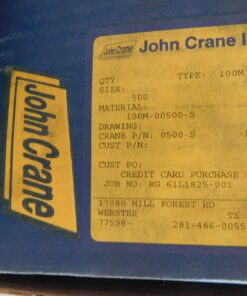 John Crane
John Crane
John Crane I
QTY: TYPE: 100M
SIZE:
500
MATERIAL:
100M-00500-S
DRAWING:
CRANE P/N: 0500-S
CUST P/N:
CUST PO:
CREDIT CARD PURCHASE
JOB NO: RG 61L1825-001
17080 MILL FOREST RD
WEBSTER TX
77598- 281-486-0055